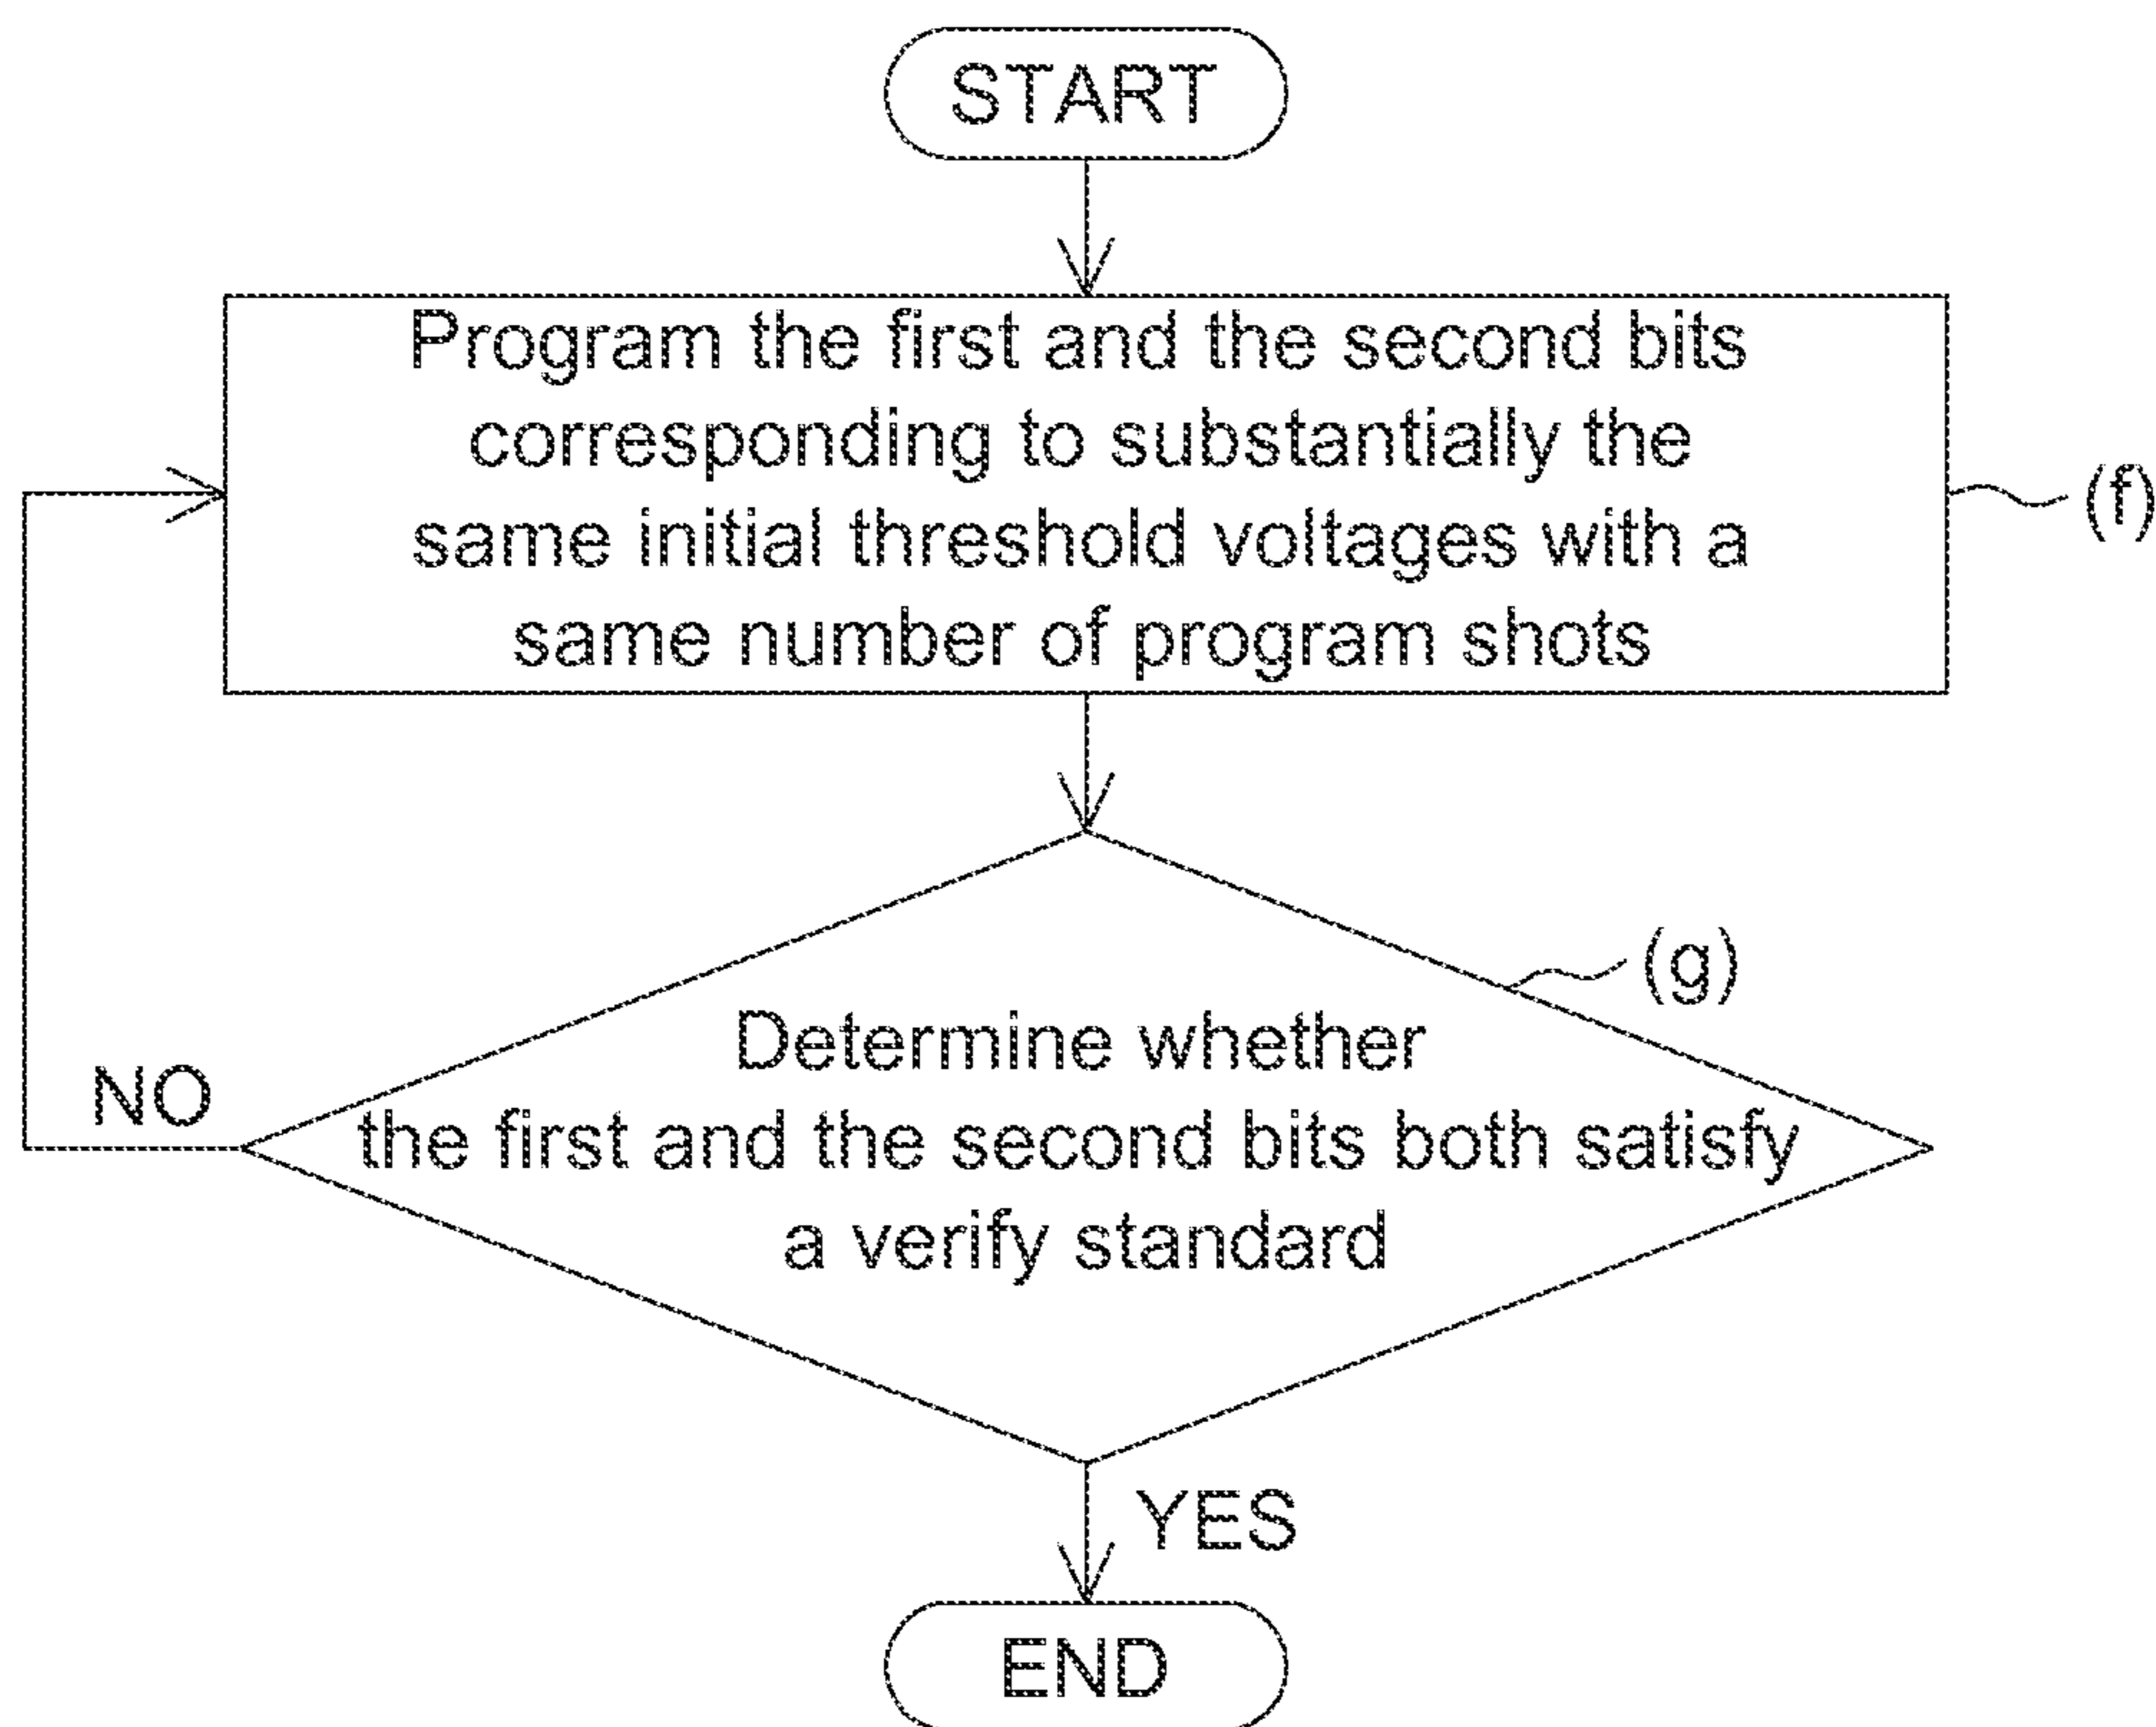 START
Program the first and the second bits
corresponding to substantially the
same initial threshold voltages with a
same number of program shots
(f)
(g)
Determine whether
the first and the second bits both satisfy
a verify standard
NO
YES
END